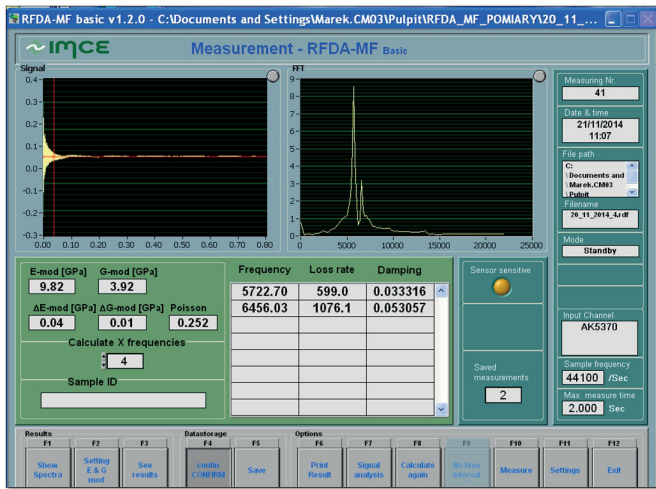 RFDA-MF basic v1.2.0 - C:\Documents and Settings\Marek.CM03\Pulpit\RFDA_MF_POMIARY\20_11_...
IMCE
Measurement - RFDA-MF Basic
Signal
0.4
0.3
0.2
0.1
0.0
-0.1
-0.2
-0.3
0.00 0.10 0.20 0.30 0.40 0.50 0.60 0.70 0.80
FFT
9
8
7
6
5
4
3
2
1
0
0 5000 10000 15000 20000 25000
Measuring Nr.
41
Date & time
21/11/2014
11:07
File path
C:
\Documents and
\Marek.CM03
\Pulpit
Filename
20_11_2014_4.rdf
Mode
Standby
Input Channel
AK5370
Sample frequency
44100 /Sec
Max. measure time
2.000 Sec
E-mod [GPa] G-mod [GPa]
9.82 3.92
ΔE-mod [GPa] ΔG-mod [GPa] Poisson
0.04 0.01 0.252
Calculate X frequencies
4
Sample ID
Frequency Loss rate Damping
5722.70 599.0 0.033316
6456.03 1076.1 0.053057
Sensor sensitive
Saved
measurements
2
Results Datastorage Options
F1 F2 F3 F4 F5 F6 F7 F8 F9 F10 F11 F12
Show
Spectra
Setting
E & G
mod
See
results
contin
CONFIRM
Save
Print
Result
Signal
analysis
Calculate
again
No time
interval
Measure
Settings
Exit